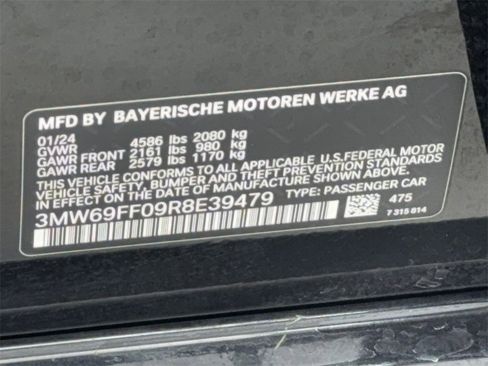 MFD BY BAYERISCHE MOTOREN WERKE AG
01/24
GVWR 4586 lbs 2080 kg
GAWR FRONT 2161 lbs 980 kg
GAWR REAR 2579 lbs 1170 kg
THIS VEHICLE CONFORMS TO ALL APPLICABLE U.S.FEDERAL MOTOR
VEHICLE SAFETY, BUMPER AND THEFT PREVENTION STANDARDS
IN EFFECT ON THE DATE OF MANUFACTURE SHOWN ABOVE.
3MW69FF09R8E39479 TYPE: PASSENGER CAR
475
7 315 614